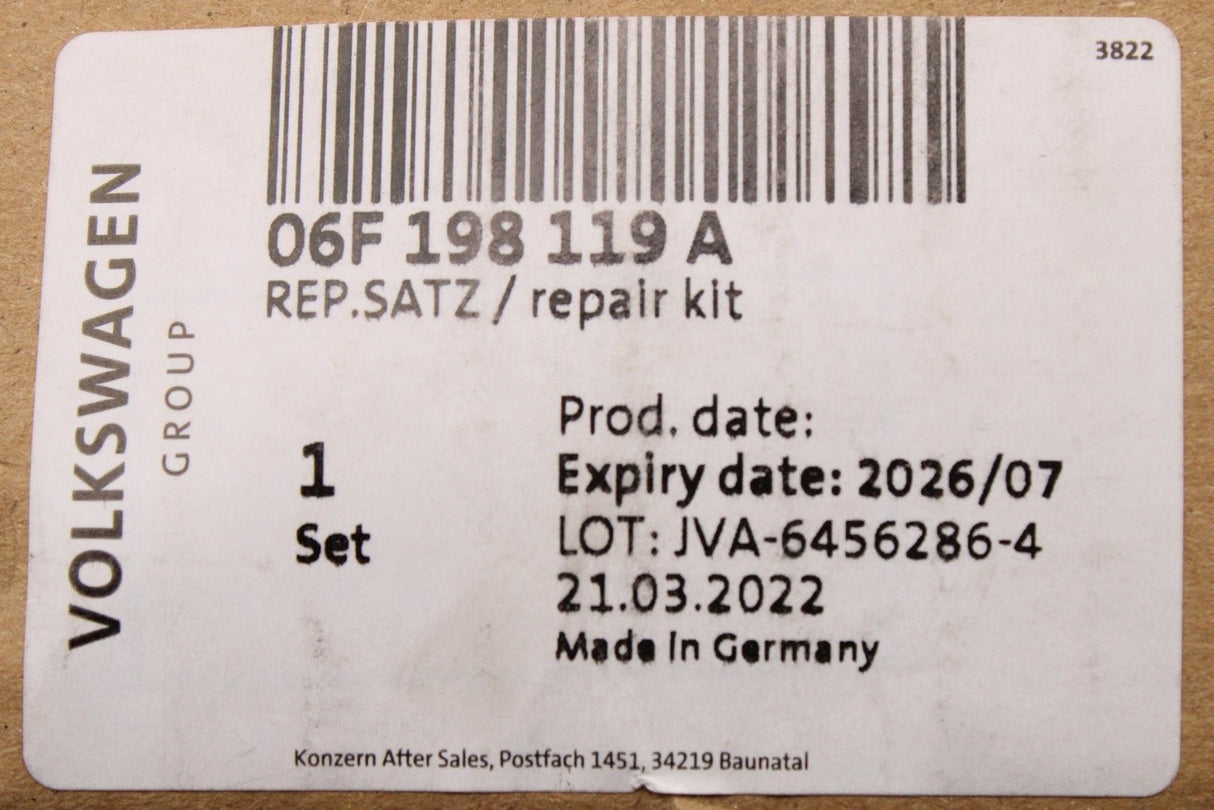 3822
VOLKSWAGEN
GROUP
06F 198 119 A
REP.SATZ / repair kit
1
Set
Prod. date:
Expiry date: 2026/07
LOT: JVA-6456286-4
21.03.2022
Made in Germany
Konzern After Sales, Postfach 1451, 34219 Baunatal